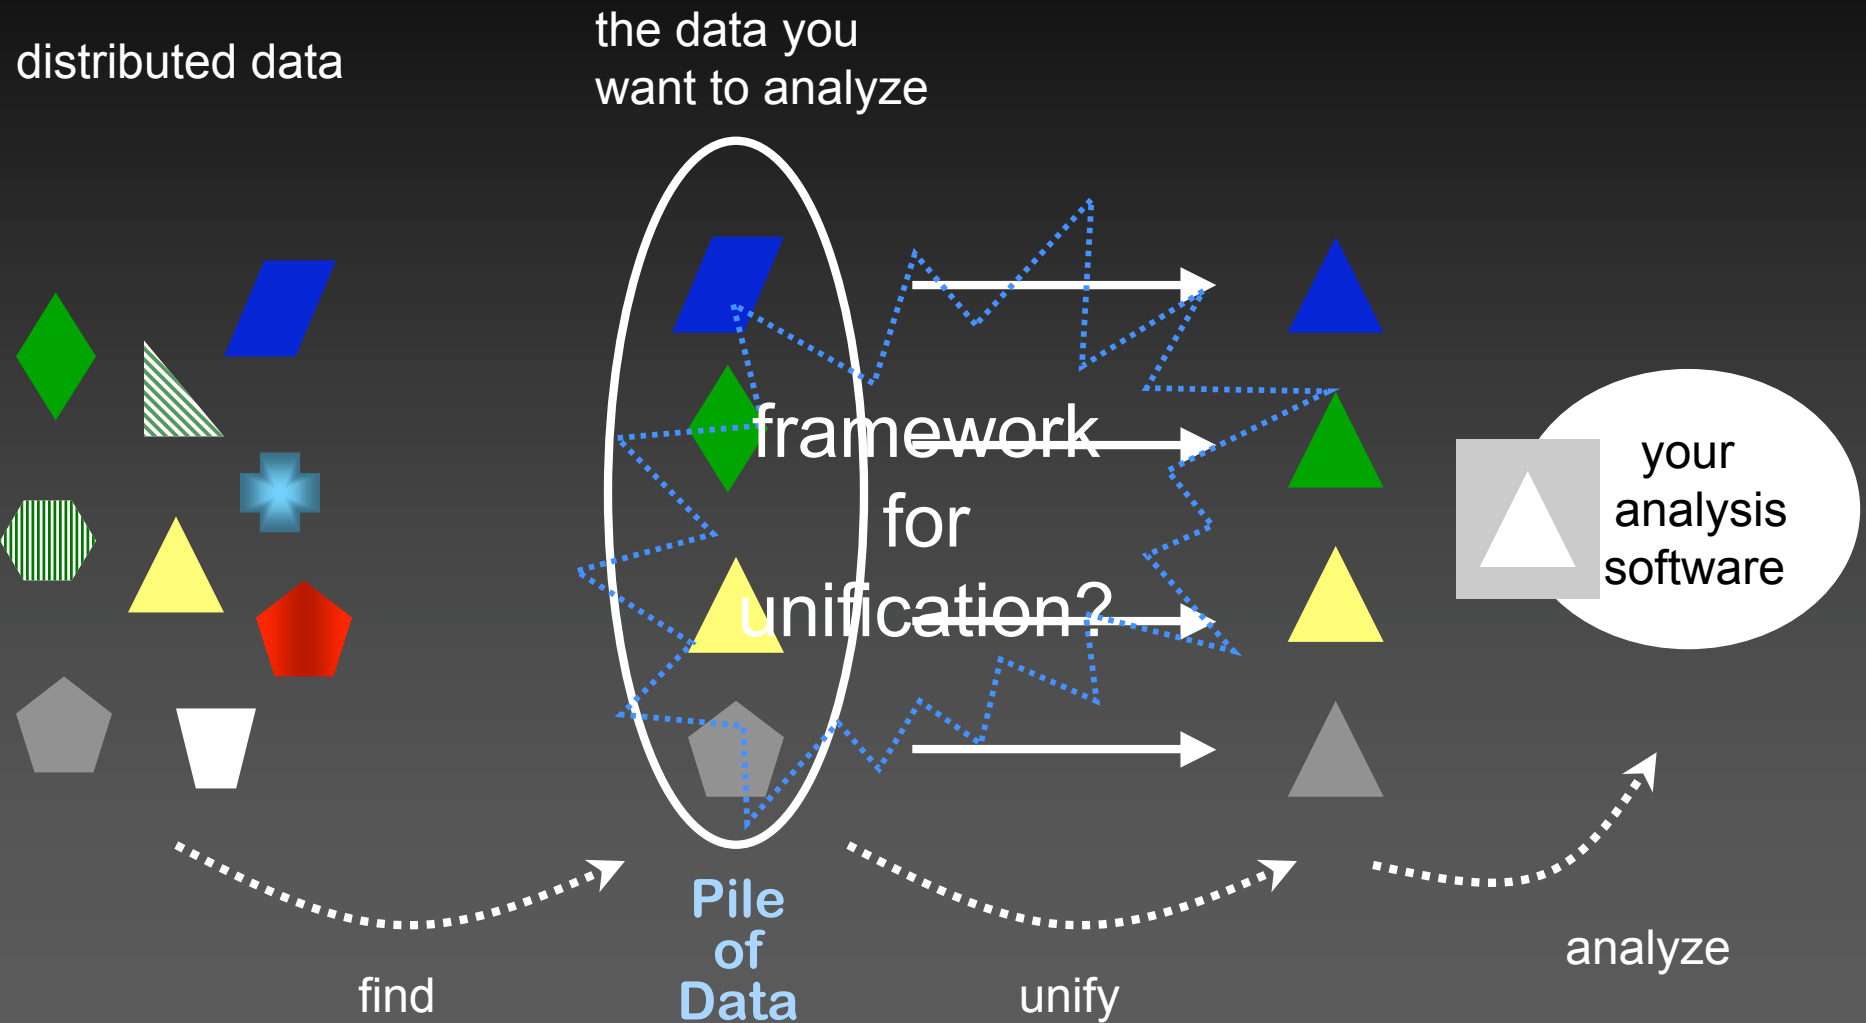 distributed data
the data you
want to analyze
framework
for
unification?
your
analysis
software
Pile
of
Data
find
unify
analyze